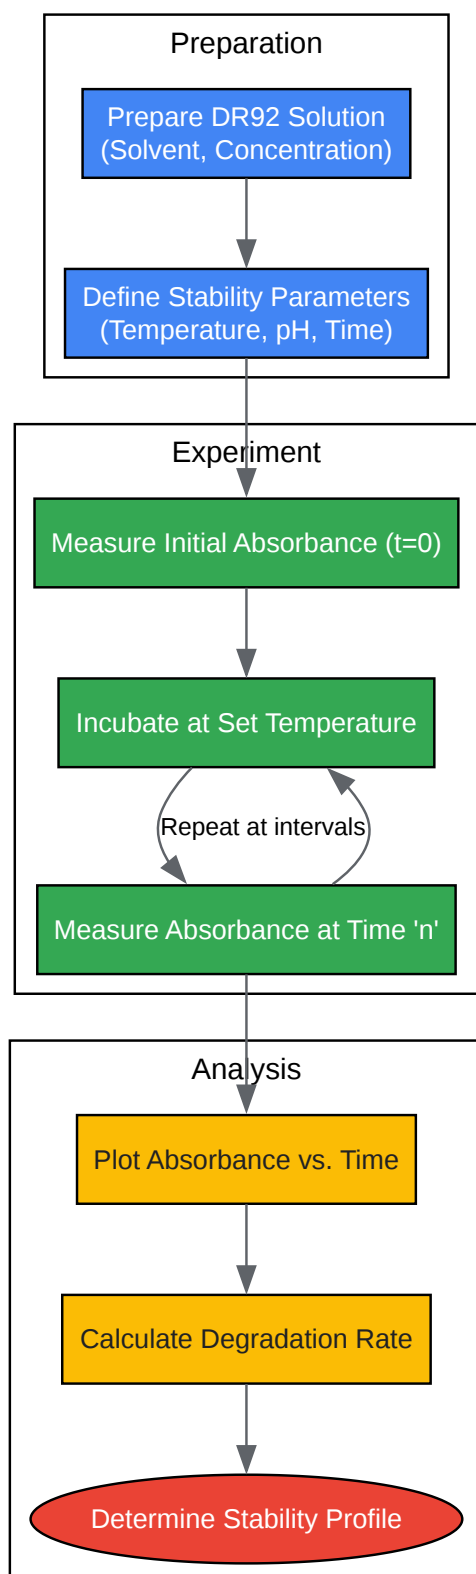 Preparation
Prepare DR92 Solution
(Solvent, Concentration)
Define Stability Parameters
(Temperature, pH, Time)
Experiment
Measure Initial Absorbance (t=0)
Incubate at Set Temperature
Repeat at intervals
Measure Absorbance at Time 'n'
Analysis
Plot Absorbance vs. Time
Calculate Degradation Rate
Determine Stability Profile